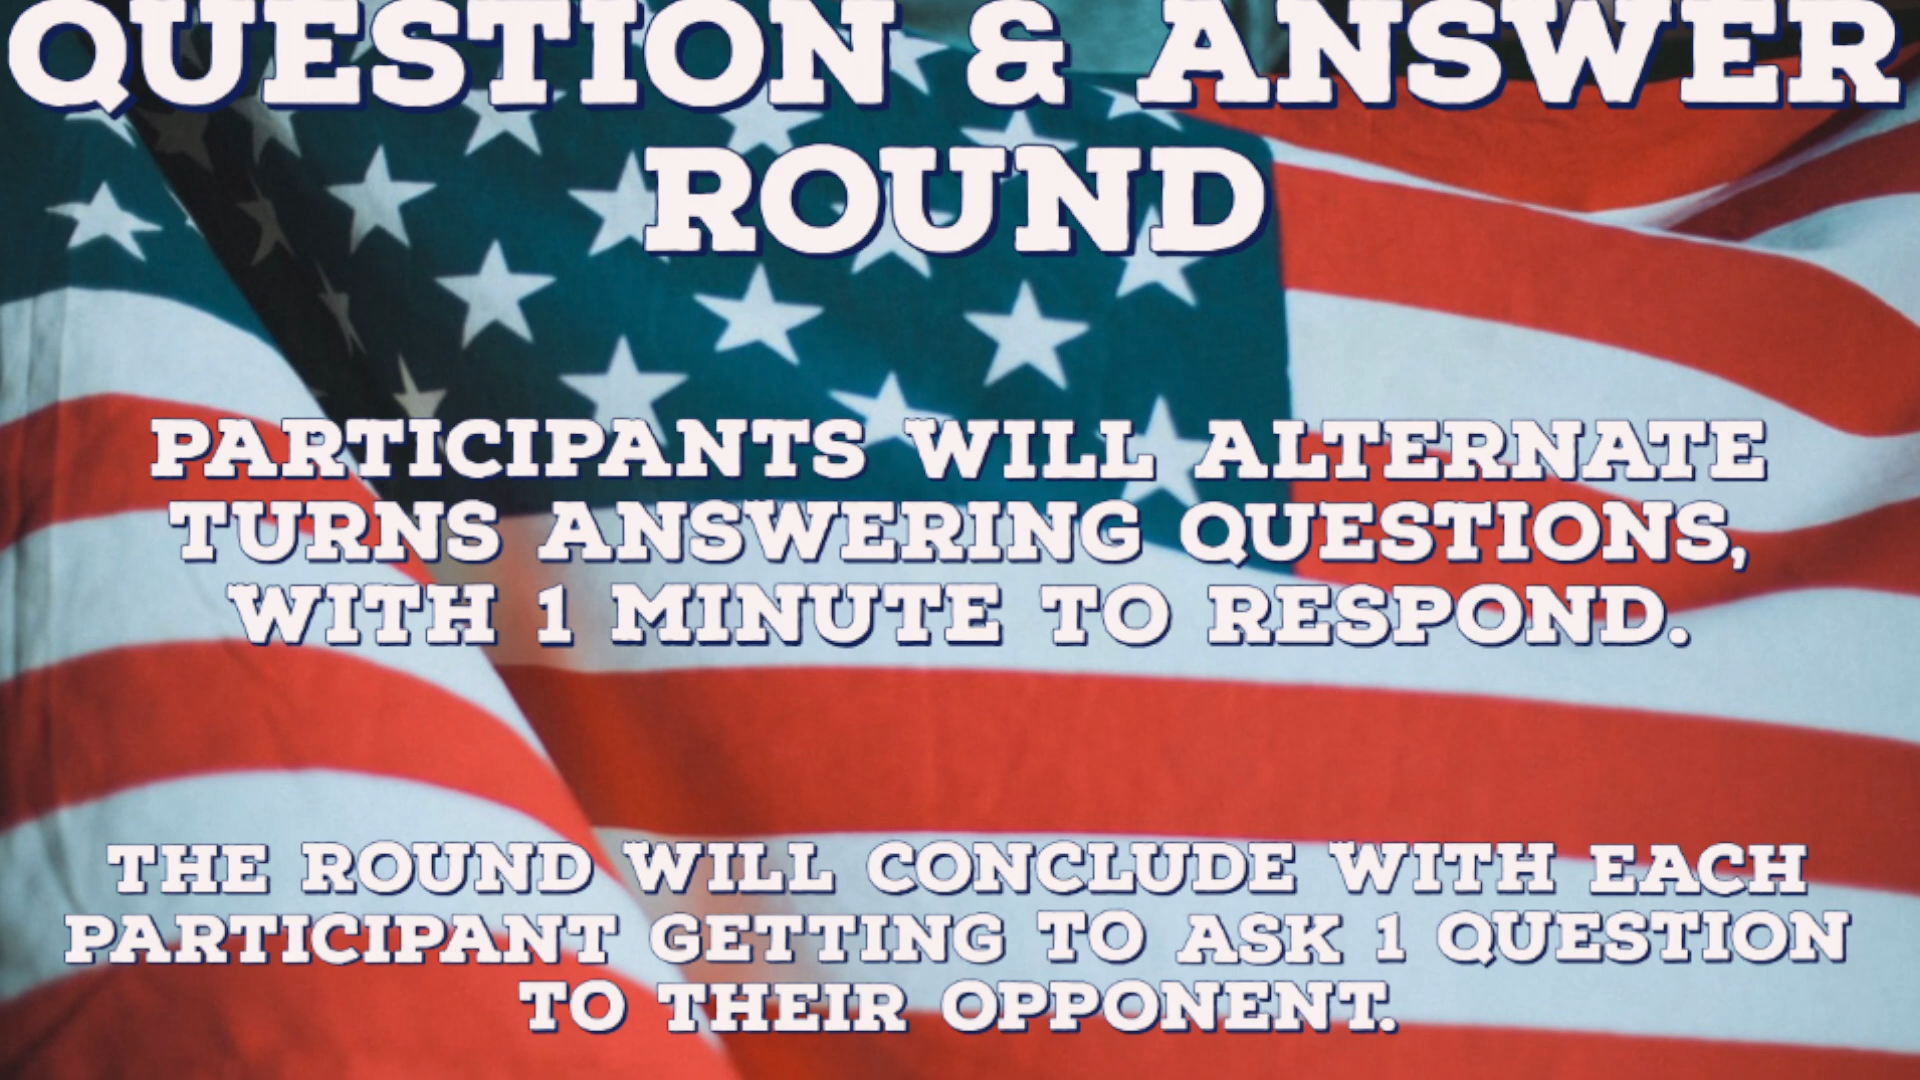 QUESTION & ANSWER
ROUND
PARTICIPANTS WILL ALTERNATE
TURNS ANSWERING QUESTIONS,
WITH 1 MINUTE TO RESPOND.
THE ROUND WILL CONCLUDE WITH EACH
PARTICIPANT GETTING TO ASK 1 QUESTION
TO THEIR OPPONENT.